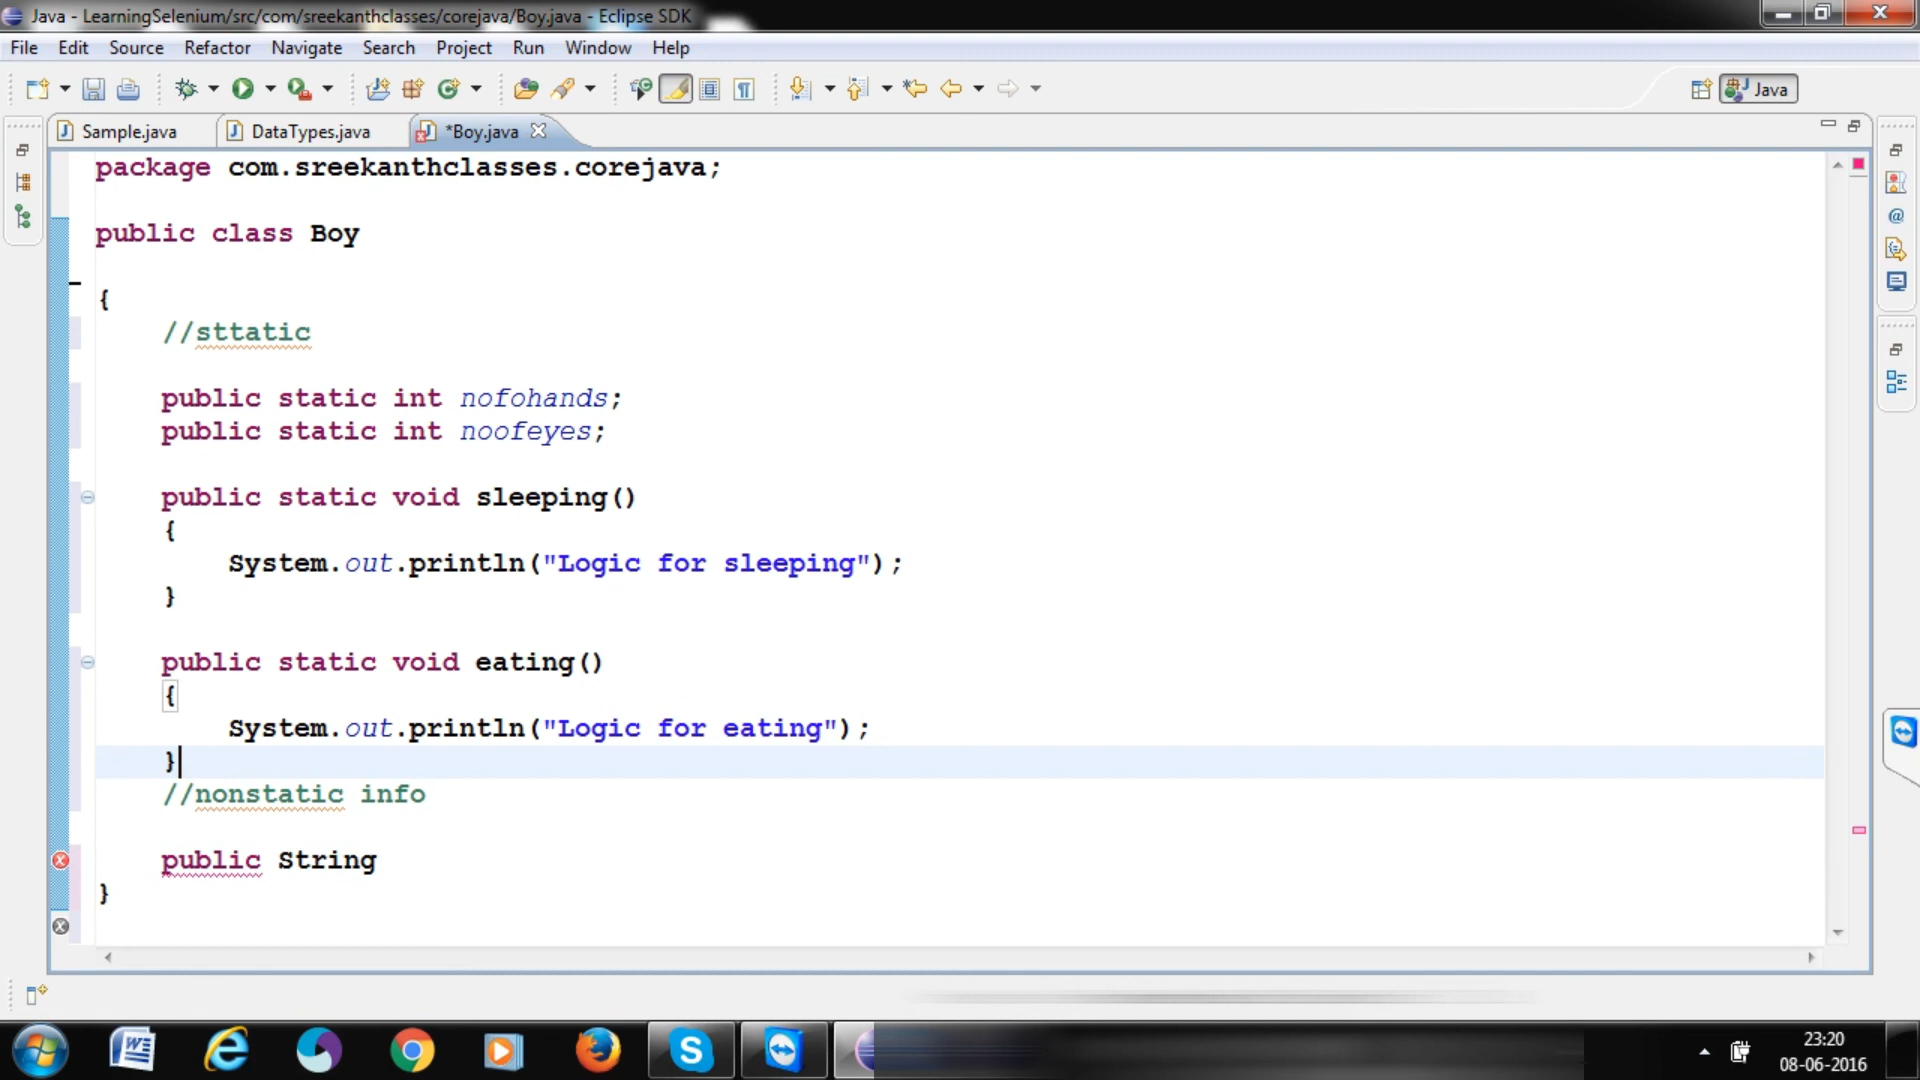 Java - LearningSelenium/src/com/sreekanthclasses/corejava/Boy.java - Eclipse SDK
File Edit Source Refactor Navigate Search Project Run Window Help
Java
Sample.java DataTypes.java *Boy.java
package com.sreekanthclasses.corejava;
public class Boy
{
//sttatic
public static int nofohands;
public static int noofeyes;
public static void sleeping()
{
System.out.println("Logic for sleeping");
}
public static void eating()
{
System.out.println("Logic for eating");
}
//nonstatic info
public String
}
23:20
08-06-2016